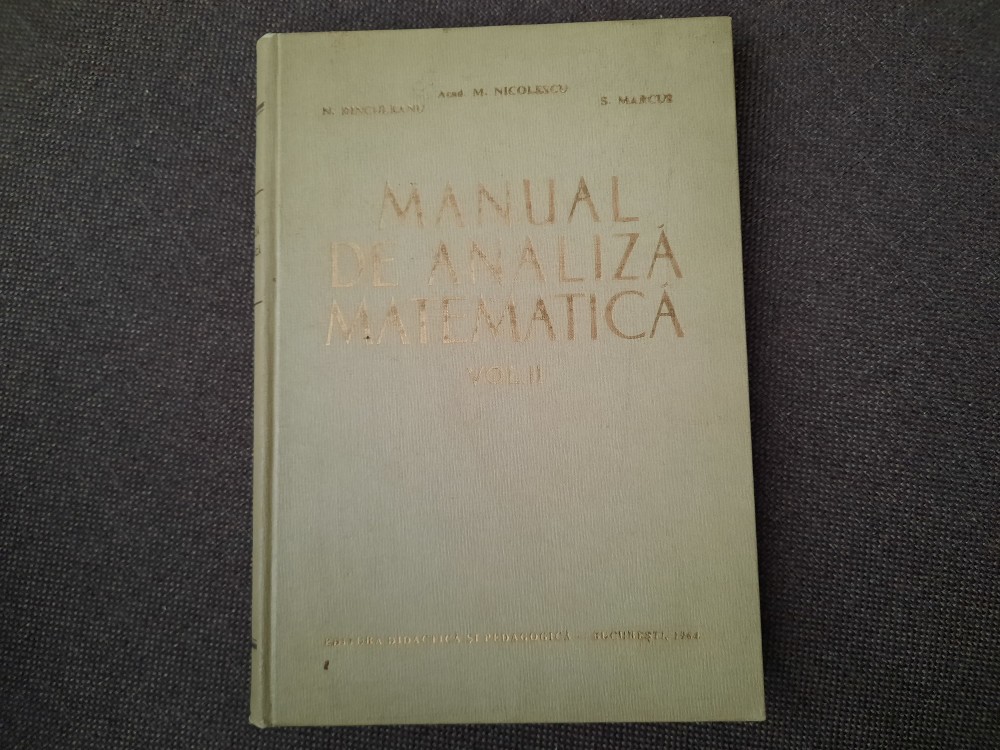 Acad. M. NICOLESCU
N. DINCULEANU S. MARCUS
MANUAL
DE ANALIZĂ
MATEMATICĂ
VOL. II
EDITURA DIDACTICĂ ȘI PEDAGOGICĂ — BUCUREȘTI, 1964